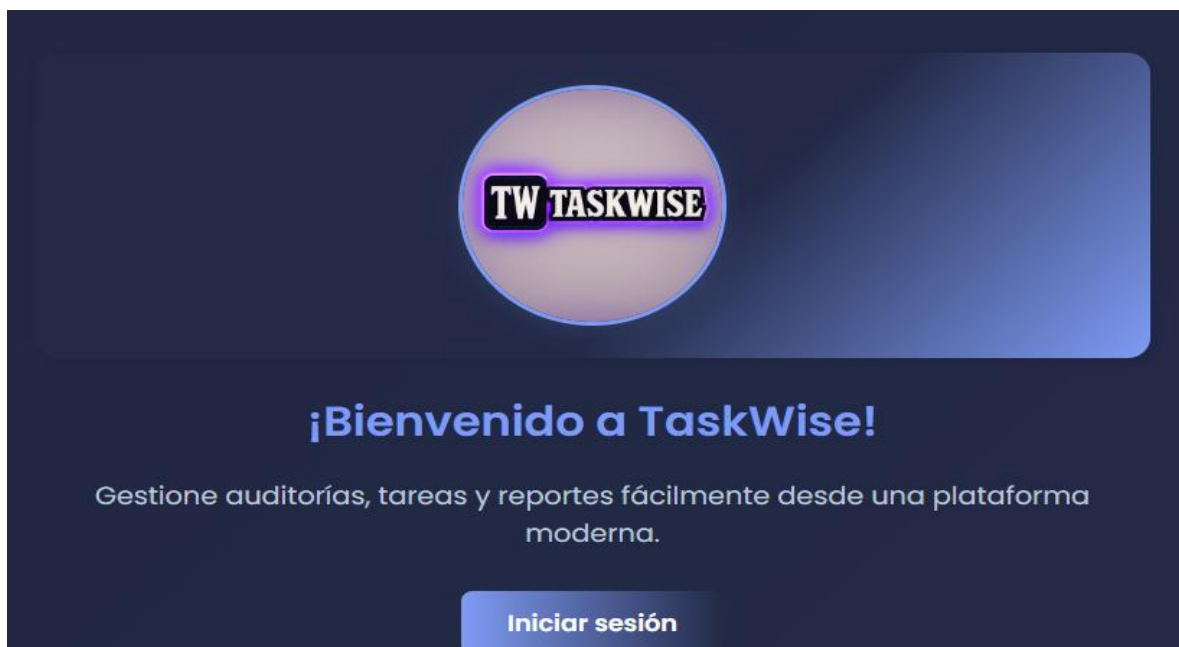 TW TASKWISE
¡Bienvenido a TaskWise!
Gestione auditorías, tareas y reportes fácilmente desde una plataforma
moderna.
Iniciar sesión